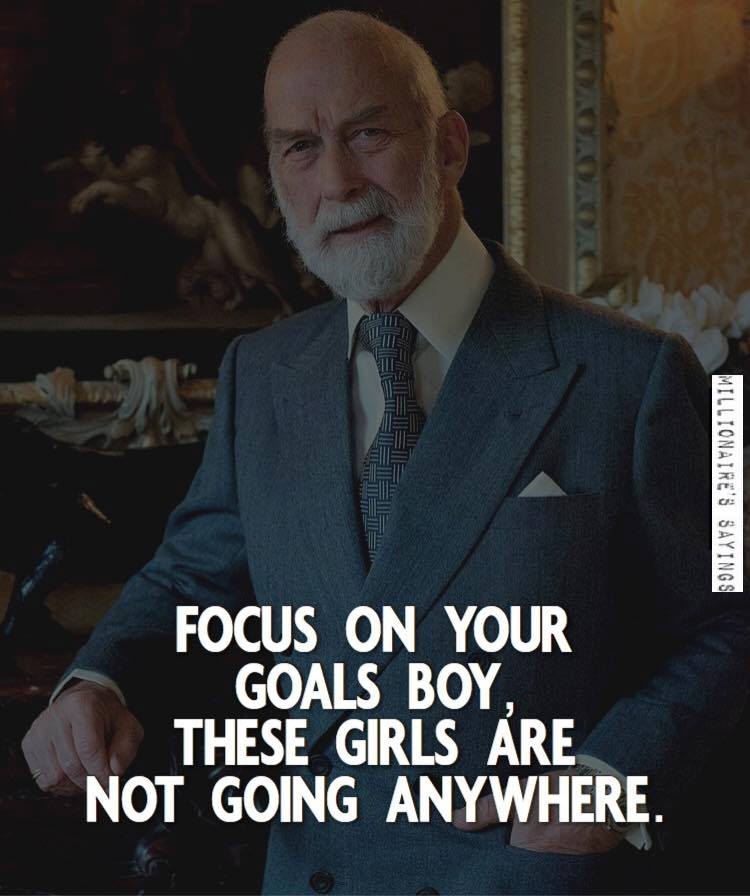 MILLIONAIRE'S SAYINGS
FOCUS ON YOUR
GOALS BOY,
THESE GIRLS ARE
NOT GOING ANYWHERE.